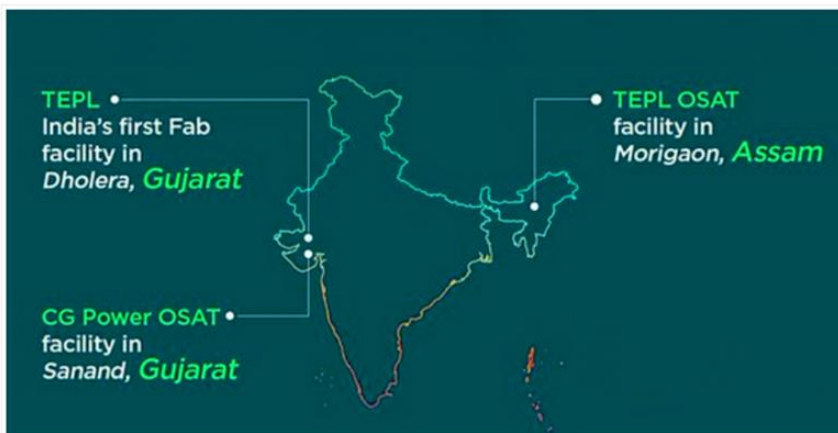 TEPL
India's first Fab
facility in
Dholera, Gujarat
TEPL OSAT
facility in
Morigaon, Assam
CG Power OSAT
facility in
Sanand, Gujarat